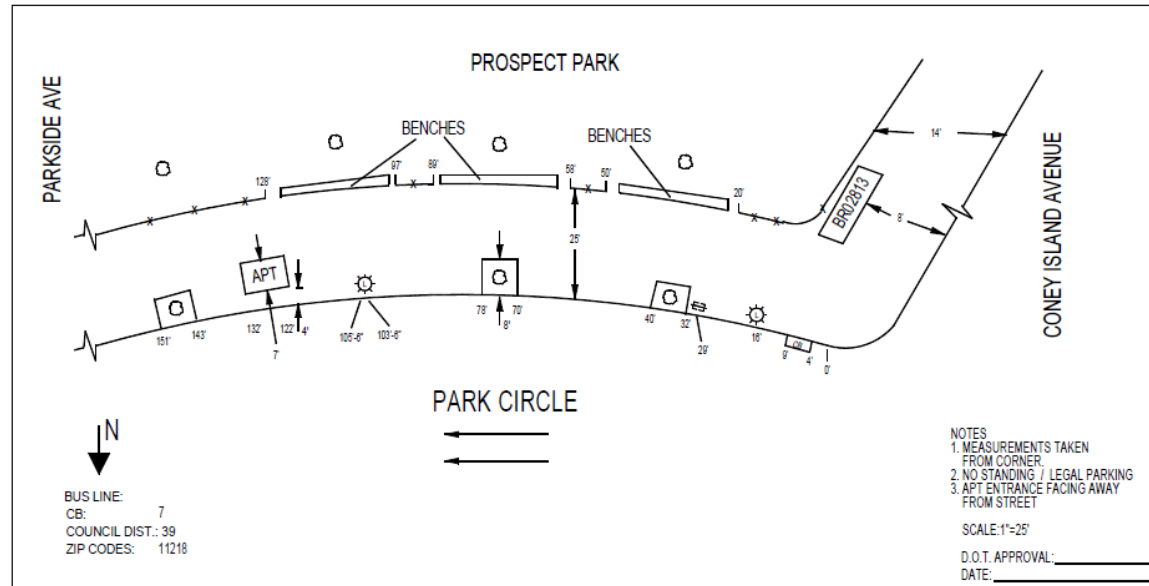 PROSPECT PARK
PARKSIDE AVE
BENCHES
BENCHES
14'
128'
97'
89'
58'
50'
20'
BR02813
8'
25'
CONEY ISLAND AVENUE
APT
L
L
151'
143'
132'
122'
4'
7'
105'-6"
103'-6"
78'
70'
8'
40'
32'
29'
16'
CB
9'
4'
0'
PARK CIRCLE
N
BUS LINE:
CB: 7
COUNCIL DIST.: 39
ZIP CODES: 11218
NOTES
1. MEASUREMENTS TAKEN
FROM CORNER.
2. NO STANDING / LEGAL PARKING
3. APT ENTRANCE FACING AWAY
FROM STREET
SCALE:1"=25'
D.O.T. APPROVAL:
DATE: